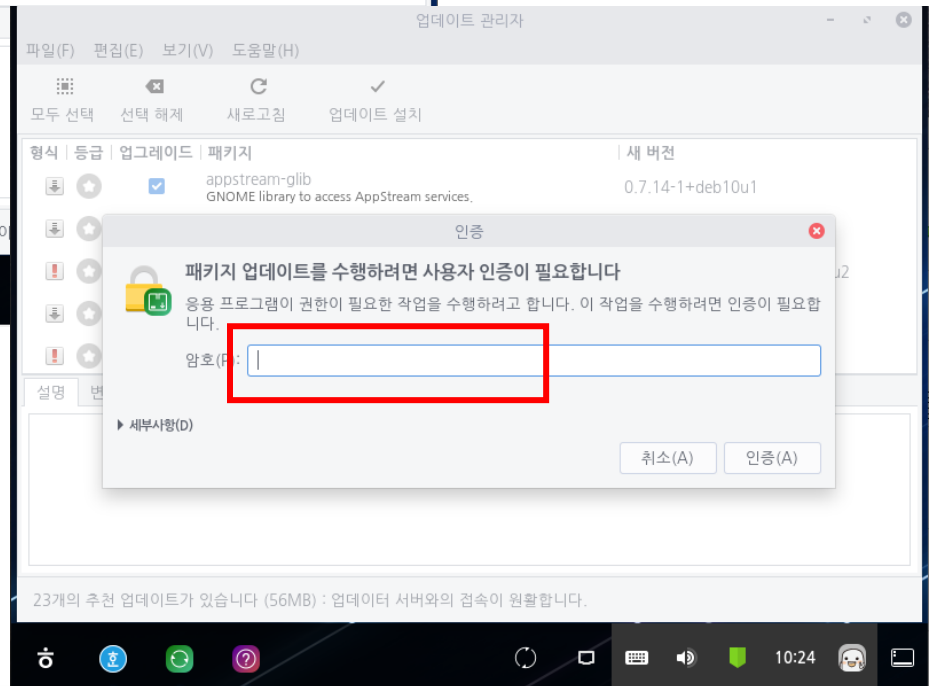 업데이트 관리자
파일(F) 편집(E) 보기(V) 도움말(H)
모두 선택 선택 해제 새로고침 업데이트 설치
형식 등급 업그레이드 패키지 새 버전
appstream-glib
GNOME library to access AppStream services.
0.7.14-1+deb10u1
인증
패키지 업데이트를 수행하려면 사용자 인증이 필요합니다
응용 프로그램이 권한이 필요한 작업을 수행하려고 합니다. 이 작업을 수행하려면 인증이 필요합
니다.
암호(P):
세부사항(D)
취소(A) 인증(A)
설명
23개의 추천 업데이트가 있습니다 (56MB) : 업데이터 서버와의 접속이 원활합니다.
10:24